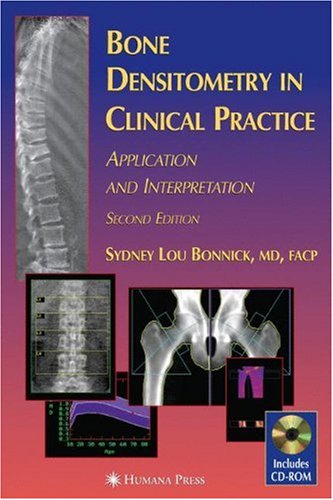 BONE
DENSITOMETRY IN
CLINICAL PRACTICE
APPLICATION
AND INTERPRETATION
SECOND EDITION
SYDNEY LOU BONNICK, MD, FACP
Includes
CD-ROM
HUMANA PRESS